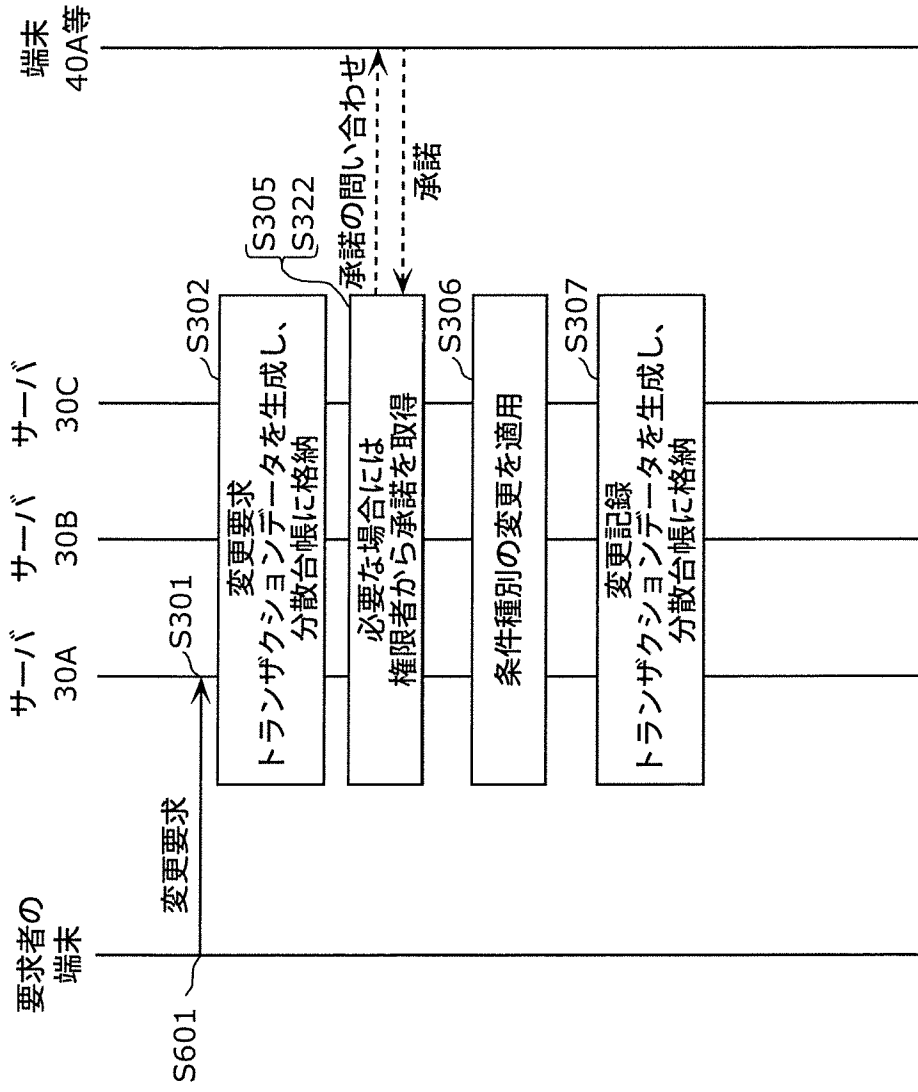 要求者の
端末
サーバ
30A
サーバ
30B
サーバ
30C
端末
40A等
S601
変更要求
S301
S302
変更要求
トランザクションデータを生成し、
分散台帳に格納
S305
S322
必要な場合には
権限者から承諾を取得
承諾の問い合わせ
承諾
S306
条件種別の変更を適用
S307
変更記録
トランザクションデータを生成し、
分散台帳に格納